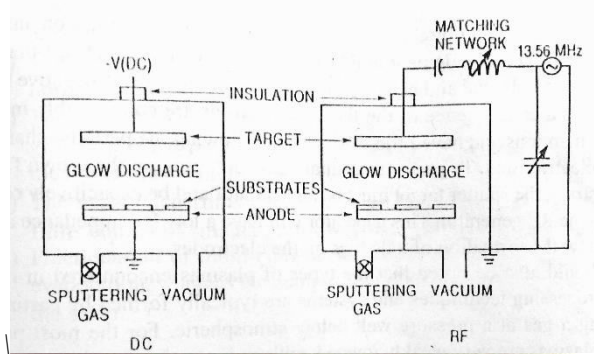 MATCHING
NETWORK
13.56 MHz
-V(DC)
INSULATION
TARGET
GLOW DISCHARGE
GLOW DISCHARGE
SUBSTRATES
ANODE
SPUTTERING
GAS
VACUUM
SPUTTERING
GAS
VACUUM
DC
RF